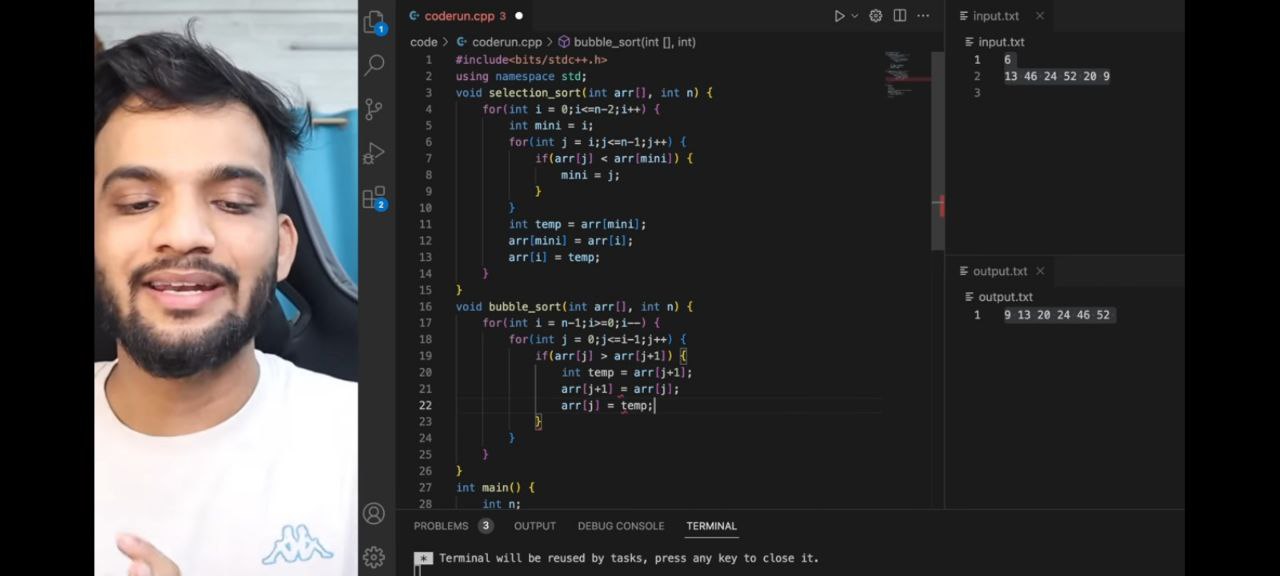 coderun.cpp 3
code > coderun.cpp > bubble_sort(int [], int)
1 #include<bits/stdc++.h>
2 using namespace std;
3 void selection_sort(int arr[], int n) {
4 for(int i = 0;i<=n-2;i++) {
5 int mini = i;
6 for(int j = i;j<=n-1;j++) {
7 if(arr[j] < arr[mini]) {
8 mini = j;
9 }
10 }
11 int temp = arr[mini];
12 arr[mini] = arr[i];
13 arr[i] = temp;
14 }
15 }
16 void bubble_sort(int arr[], int n) {
17 for(int i = n-1;i>=0;i--) {
18 for(int j = 0;j<=i-1;j++) {
19 if(arr[j] > arr[j+1]) {
20 int temp = arr[j+1];
21 arr[j+1] = arr[j];
22 arr[j] = temp;
23 }
24 }
25 }
26 }
27 int main() {
28 int n;
input.txt
input.txt
1 6
2 13 46 24 52 20 9
3
output.txt
output.txt
1 9 13 20 24 46 52
PROBLEMS 3 OUTPUT DEBUG CONSOLE TERMINAL
* Terminal will be reused by tasks, press any key to close it.
1
2